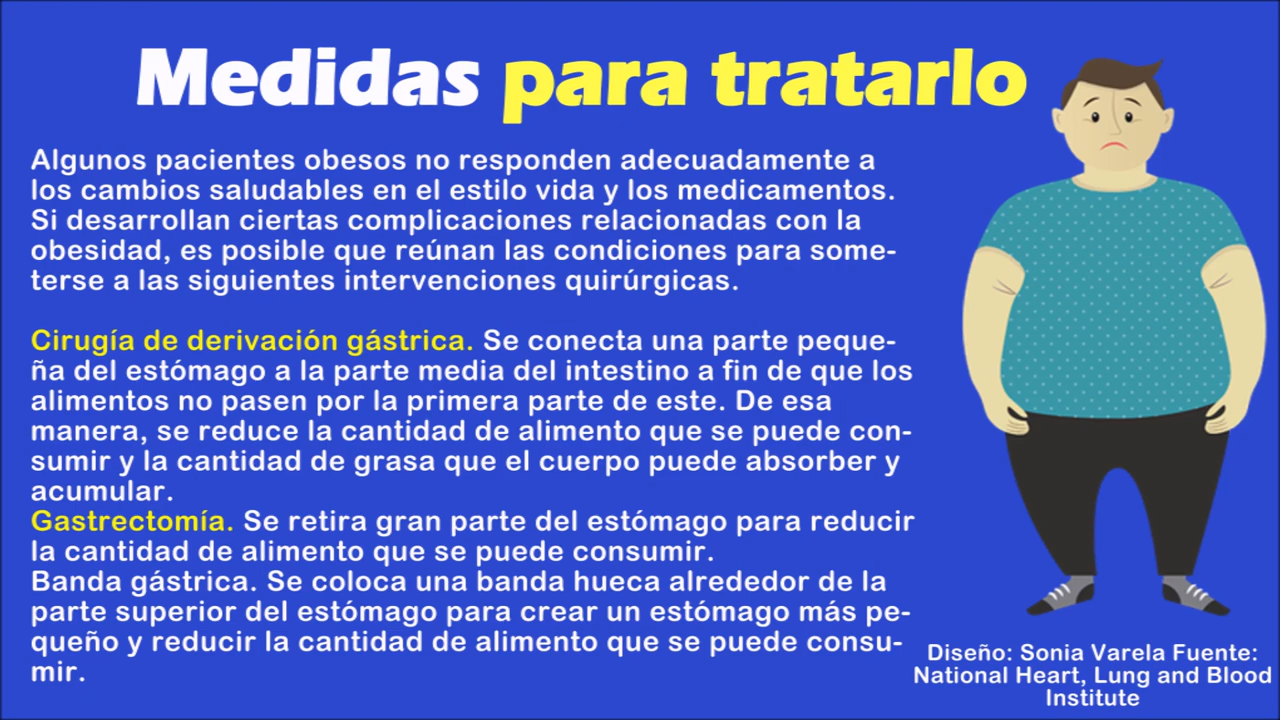 Medidas para tratarlo
Algunos pacientes obesos no responden adecuadamente a
los cambios saludables en el estilo vida y los medicamentos.
Si desarrollan ciertas complicaciones relacionadas con la
obesidad, es posible que reúnan las condiciones para some-
terse a las siguientes intervenciones quirúrgicas.
Cirugía de derivación gástrica. Se conecta una parte peque-
ña del estómago a la parte media del intestino a fin de que los
alimentos no pasen por la primera parte de este. De esa
manera, se reduce la cantidad de alimento que se puede con-
sumir y la cantidad de grasa que el cuerpo puede absorber y
acumular.
Gastrectomía. Se retira gran parte del estómago para reducir
la cantidad de alimento que se puede consumir.
Banda gástrica. Se coloca una banda hueca alrededor de la
parte superior del estómago para crear un estómago más pe-
queño y reducir la cantidad de alimento que se puede consu-
mir.
Diseño: Sonia Varela Fuente:
National Heart, Lung and Blood
Institute